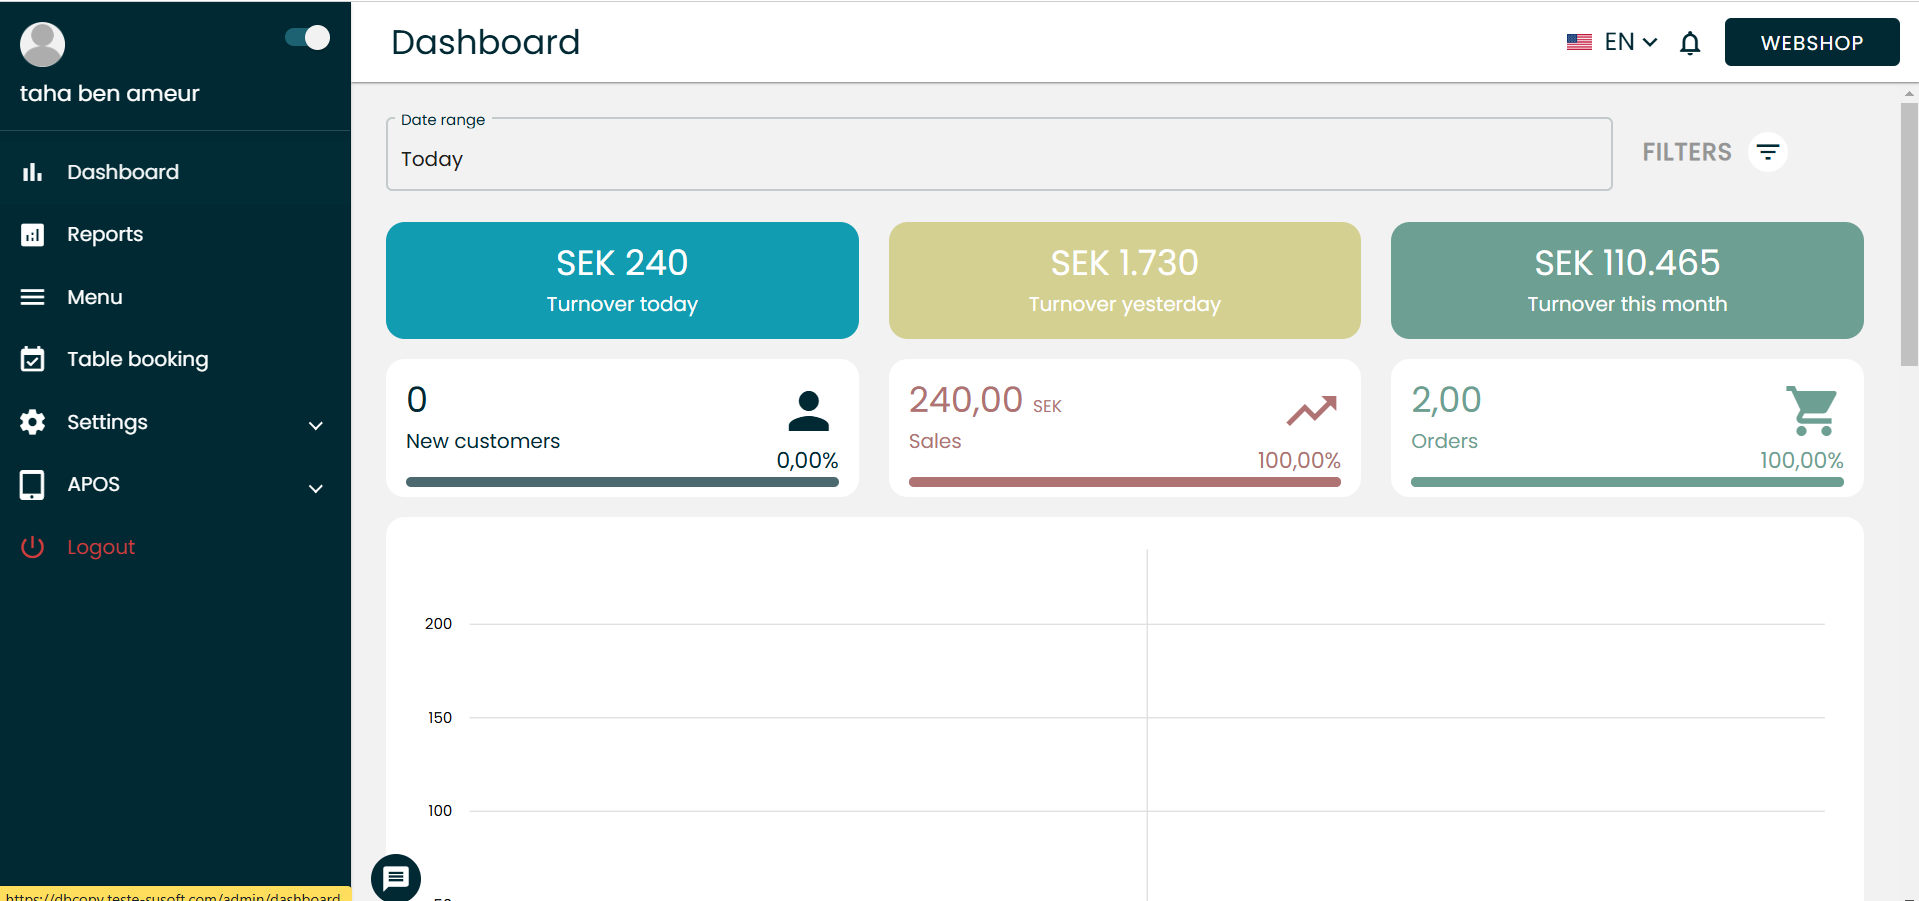 taha ben ameur
Dashboard
Reports
Menu
Table booking
Settings
APOS
Logout
https://dbcopy.teste-susoft.com/admin/dashboard
Dashboard
EN
WEBSHOP
Date range
Today
FILTERS
SEK 240
Turnover today
SEK 1.730
Turnover yesterday
SEK 110.465
Turnover this month
0
New customers
0,00%
240,00 SEK
Sales
100,00%
2,00
Orders
100,00%
200
150
100
50